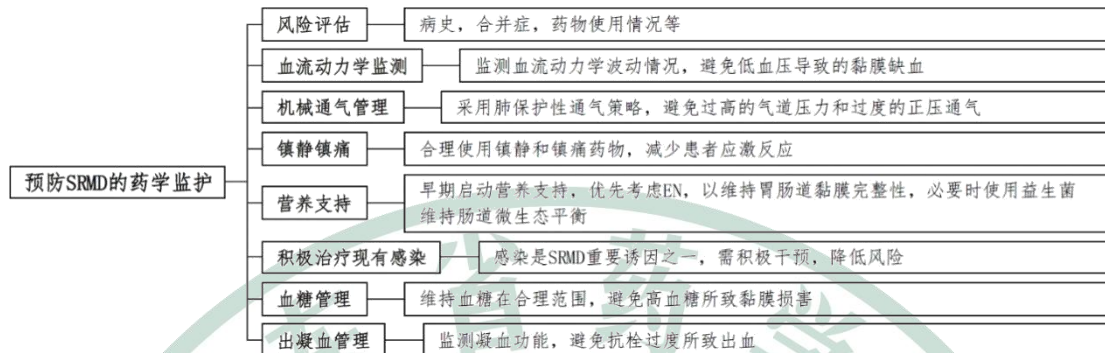 风险评估
病史，合并症，药物使用情况等
血流动力学监测
监测血流动力学波动情况，避免低血压导致的黏膜缺血
机械通气管理
采用肺保护性通气策略，避免过高的气道压力和过度的正压通气
镇静镇痛
合理使用镇静和镇痛药物，减少患者应激反应
预防SRMD的药学监护
营养支持
早期启动营养支持，优先考虑EN，以维持胃肠道黏膜完整性，必要时使用益生菌
维持肠道微生态平衡
积极治疗现有感染
感染是SRMD重要诱因之一，需积极干预，降低风险
血糖管理
维持血糖在合理范围，避免高血糖所致黏膜损害
出凝血管理
监测凝血功能，避免抗栓过度所致出血
省药学